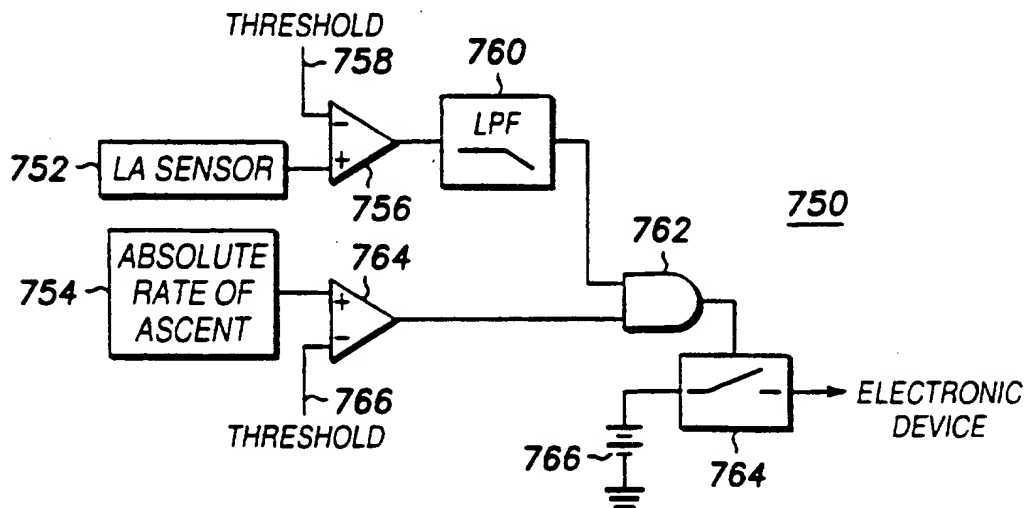 THRESHOLD
758
760
LPF
752
LA SENSOR
−
+
756
750
762
754
ABSOLUTE
RATE OF
ASCENT
764
+
−
766
THRESHOLD
766
764
ELECTRONIC
DEVICE